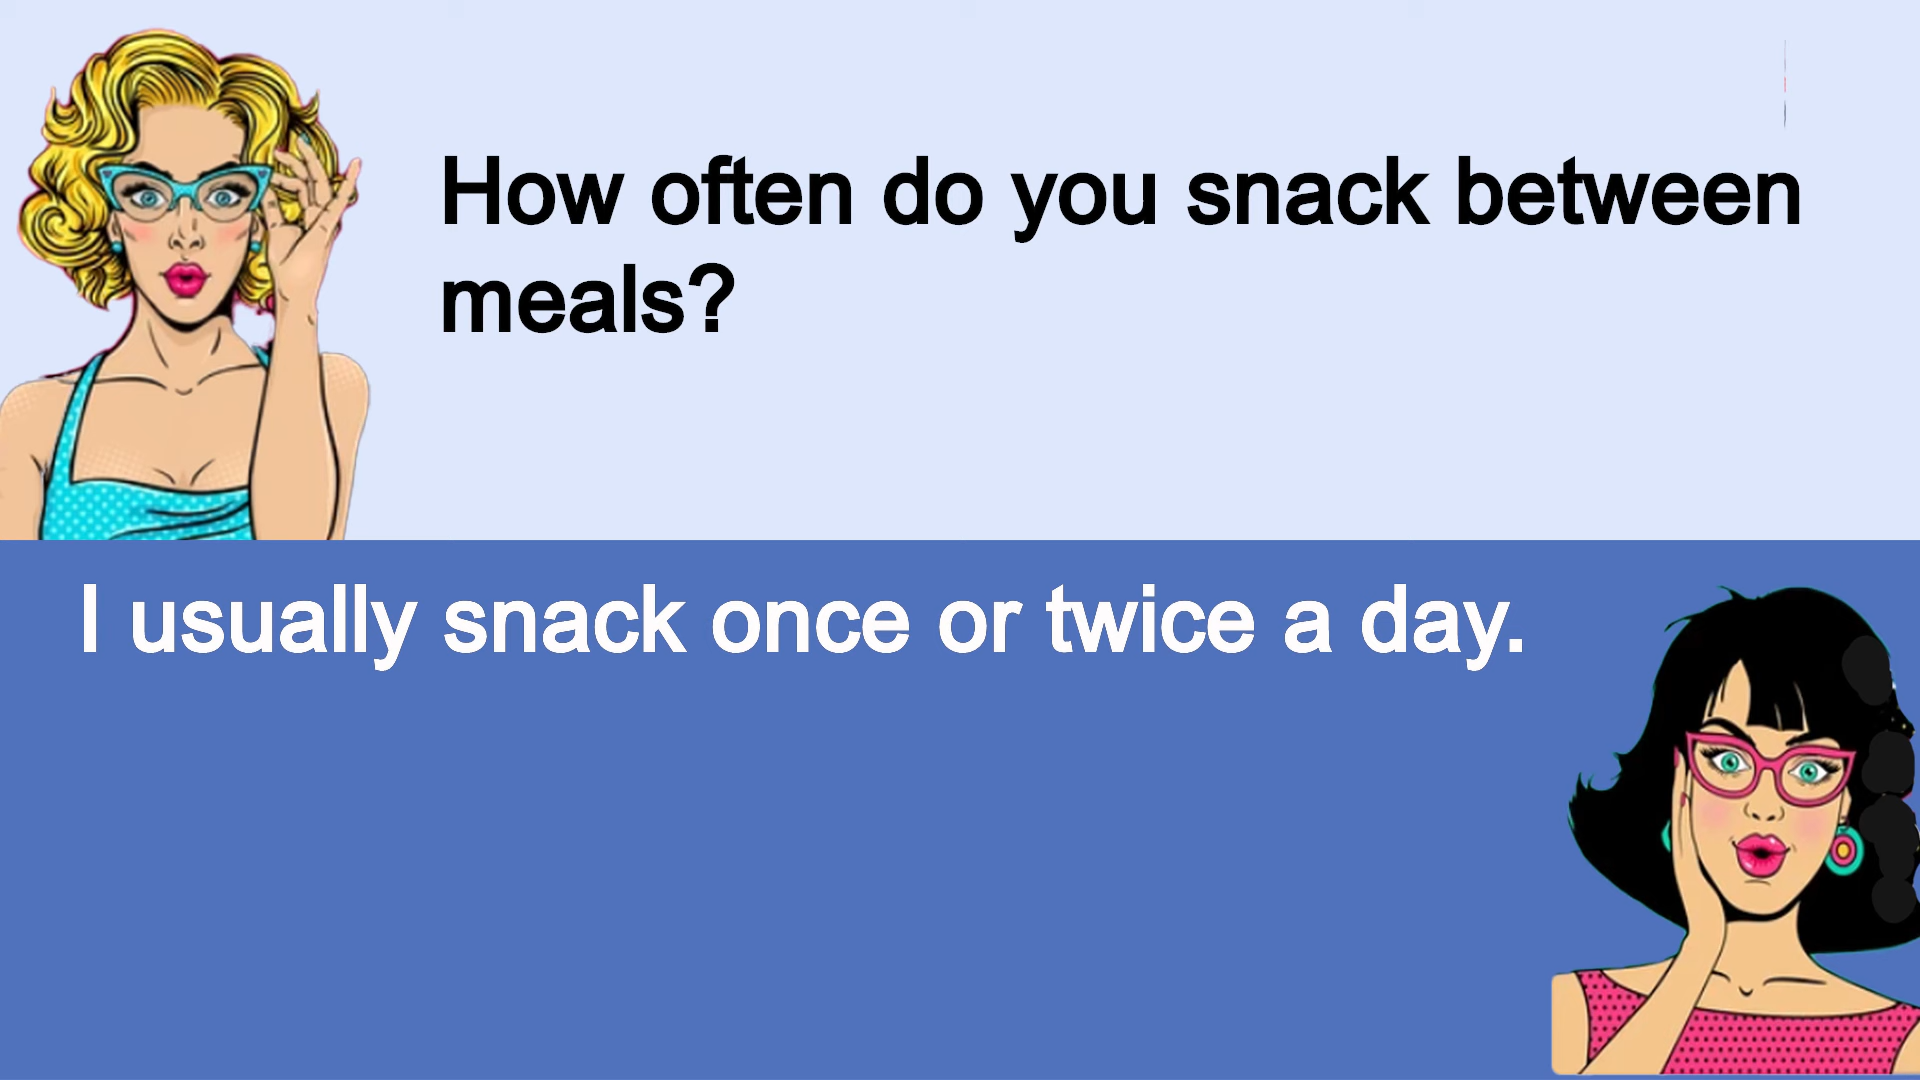 How often do you snack between
meals?
I usually snack once or twice a day.